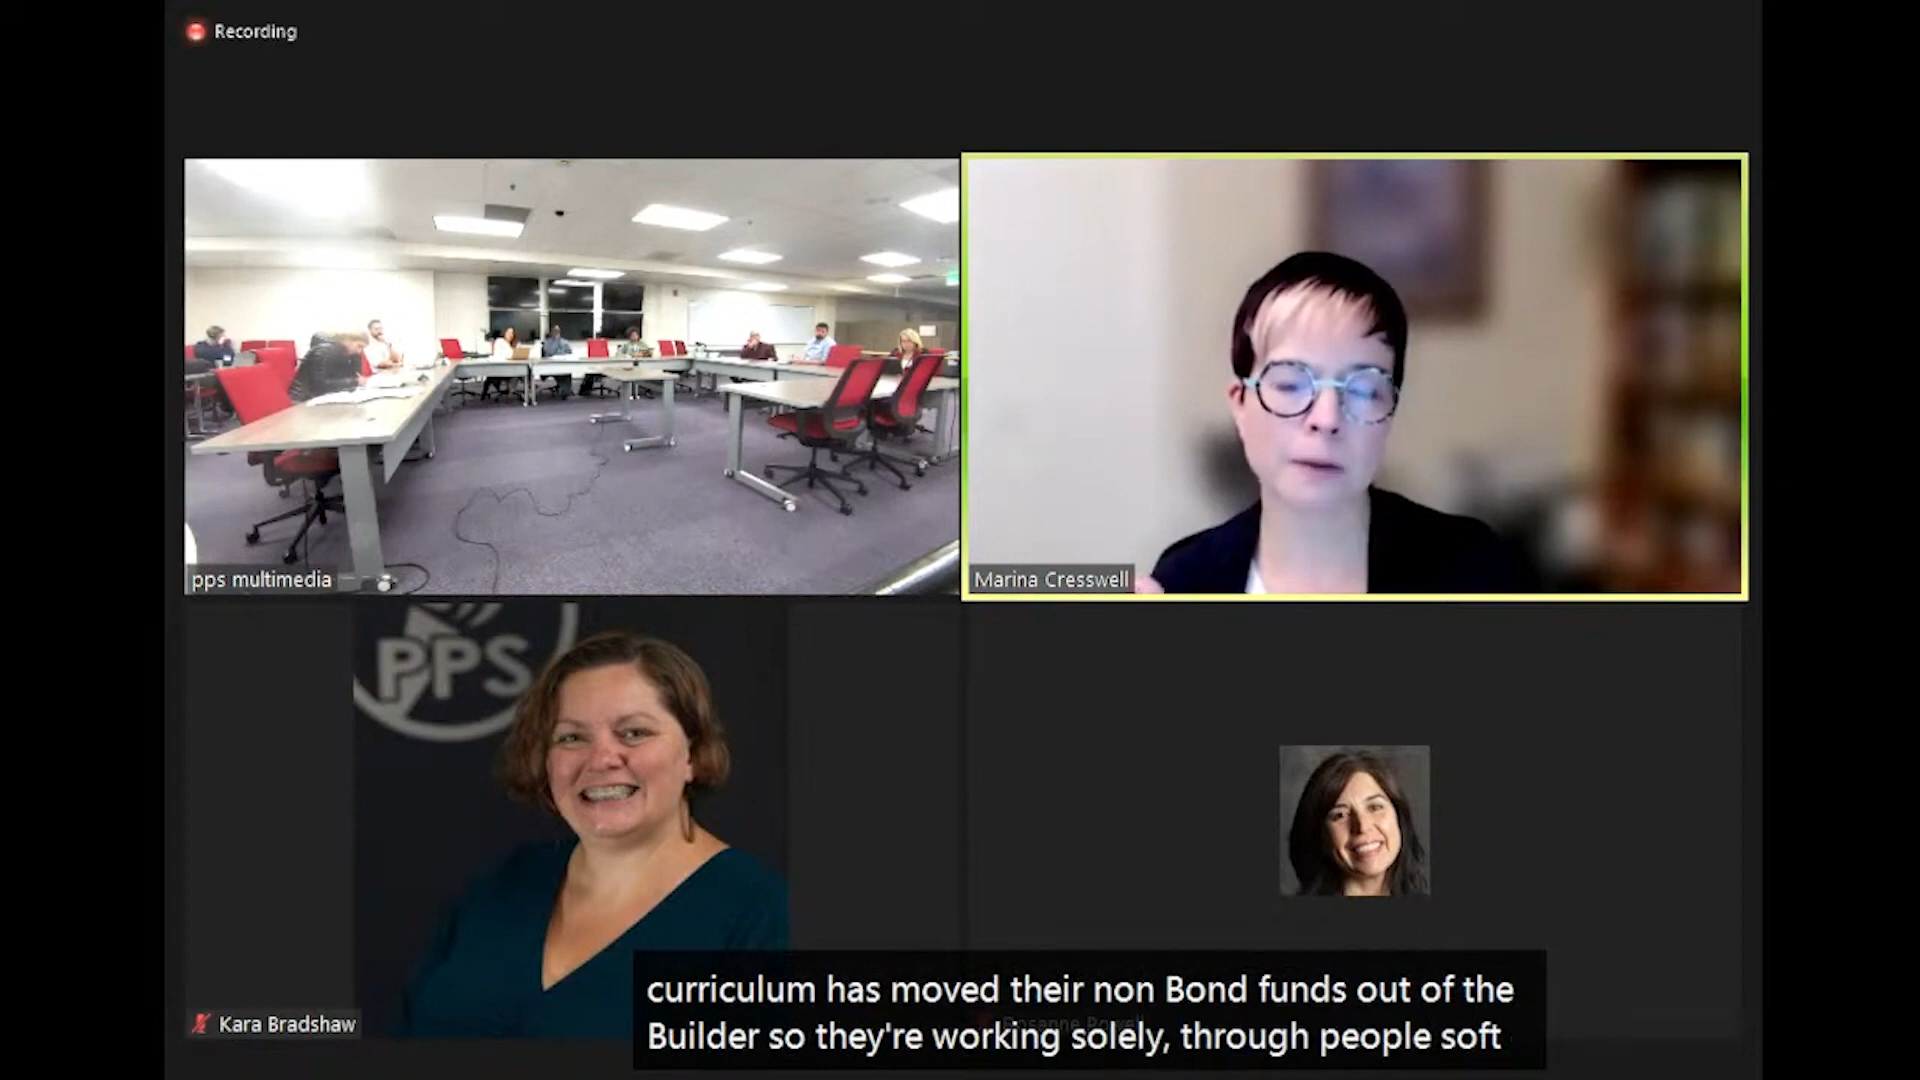 Recording
pps multimedia
Marina Cresswell
PPS
Kara Bradshaw
curriculum has moved their non Bond funds out of the
Builder so they're working solely, through people soft